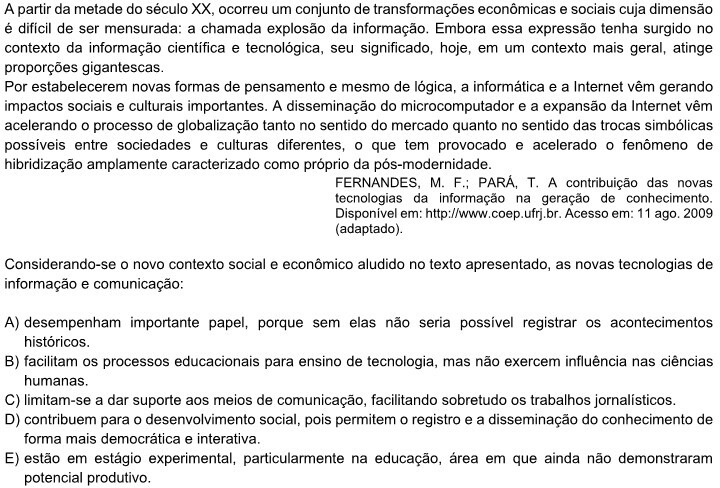 A partir da metade do século XX, ocorreu um conjunto de transformações econômicas e sociais cuja dimensão
é difícil de ser mensurada: a chamada explosão da informação. Embora essa expressão tenha surgido no
contexto da informação científica e tecnológica, seu significado, hoje, em um contexto mais geral, atinge
proporções gigantescas.
Por estabelecerem novas formas de pensamento e mesmo de lógica, a informática e a Internet vêm gerando
impactos sociais e culturais importantes. A disseminação do microcomputador e a expansão da Internet vêm
acelerando o processo de globalização tanto no sentido do mercado quanto no sentido das trocas simbólicas
possíveis entre sociedades e culturas diferentes, o que tem provocado e acelerado o fenômeno de
hibridização amplamente caracterizado como próprio da pós-modernidade.
FERNANDES, M. F.; PARÁ, T. A contribuição das novas
tecnologias da informação na geração de conhecimento.
Disponível em: http://www.coep.ufrj.br. Acesso em: 11 ago. 2009
(adaptado).
Considerando-se o novo contexto social e econômico aludido no texto apresentado, as novas tecnologias de
informação e comunicação:
A) desempenham importante papel, porque sem elas não seria possível registrar os acontecimentos
históricos.
B) facilitam os processos educacionais para ensino de tecnologia, mas não exercem influência nas ciências
humanas.
C) limitam-se a dar suporte aos meios de comunicação, facilitando sobretudo os trabalhos jornalísticos.
D) contribuem para o desenvolvimento social, pois permitem o registro e a disseminação do conhecimento de
forma mais democrática e interativa.
E) estão em estágio experimental, particularmente na educação, área em que ainda não demonstraram
potencial produtivo.